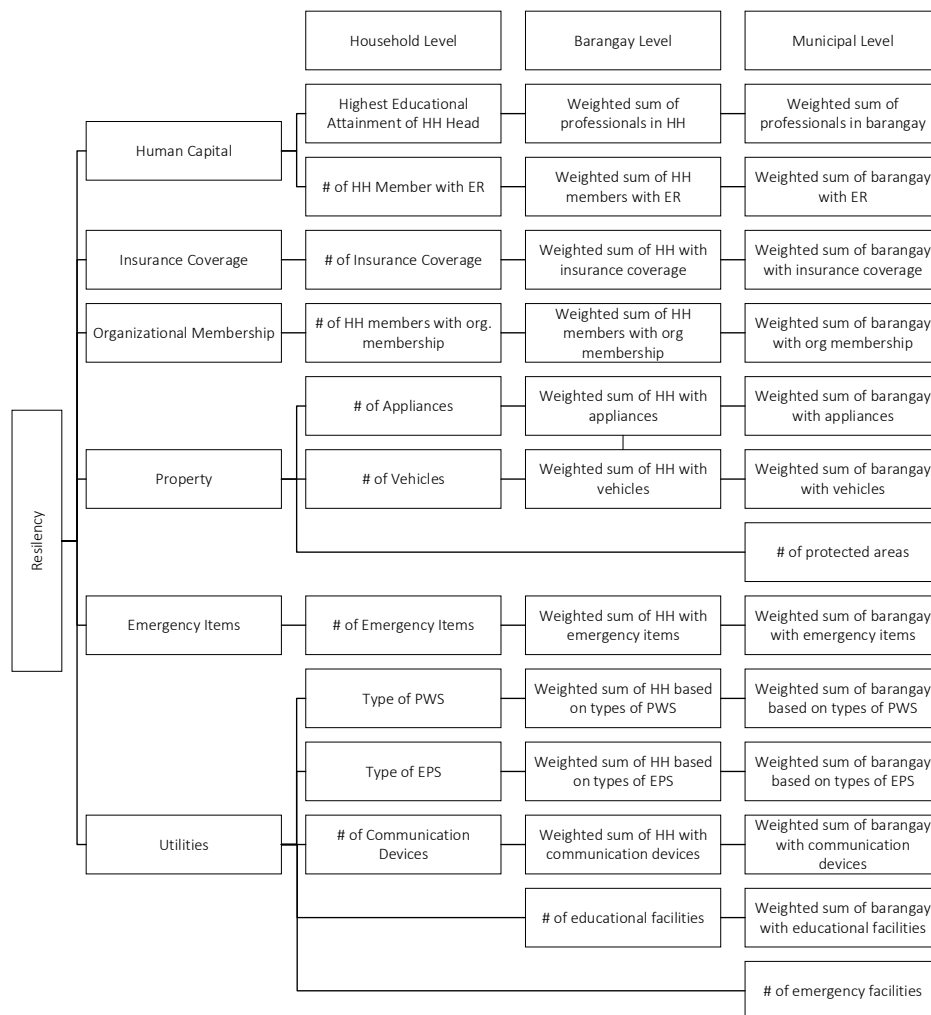 Household Level
Barangay Level
Municipal Level
Highest Educational
Attainment of HH Head
Weighted sum of
professionals in HH
Weighted sum of
professionals in barangay
Human Capital
# of HH Member with ER
Weighted sum of HH
members with ER
Weighted sum of barangay
with ER
Insurance Coverage
# of Insurance Coverage
Weighted sum of HH with
insurance coverage
Weighted sum of barangay
with insurance coverage
Organizational Membership
# of HH members with org.
membership
Weighted sum of HH
members with org
membership
Weighted sum of barangay
with org membership
# of Appliances
Weighted sum of HH with
appliances
Weighted sum of barangay
with appliances
Property
# of Vehicles
Weighted sum of HH with
vehicles
Weighted sum of barangay
with vehicles
Resilency
# of protected areas
Emergency Items
# of Emergency Items
Weighted sum of HH with
emergency items
Weighted sum of barangay
with emergency items
Type of PWS
Weighted sum of HH based
on types of PWS
Weighted sum of barangay
based on types of PWS
Type of EPS
Weighted sum of HH based
on types of EPS
Weighted sum of barangay
based on types of EPS
Utilities
# of Communication
Devices
Weighted sum of HH with
communication devices
Weighted sum of barangay
with communication
devices
# of educational facilities
Weighted sum of barangay
with educational facilities
# of emergency facilities